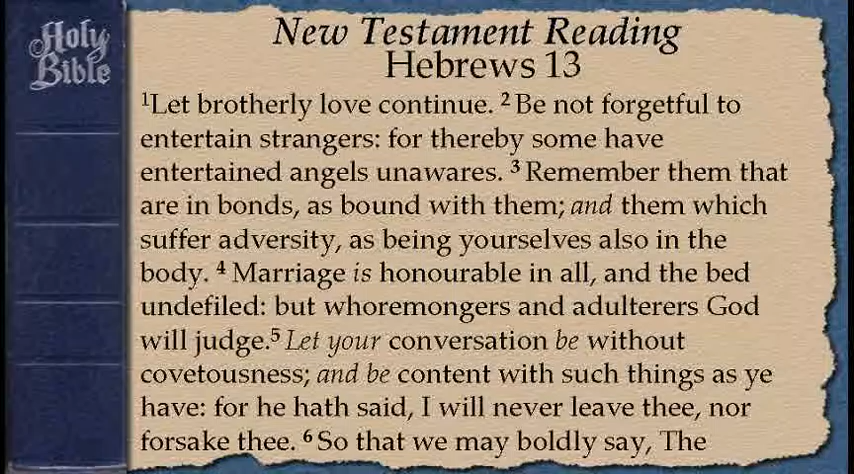 Holy
Bible
New Testament Reading
Hebrews 13
¹Let brotherly love continue. ² Be not forgetful to
entertain strangers: for thereby some have
entertained angels unawares. ³ Remember them that
are in bonds, as bound with them; and them which
suffer adversity, as being yourselves also in the
body. ⁴ Marriage is honourable in all, and the bed
undefiled: but whoremongers and adulterers God
will judge.⁵ Let your conversation be without
covetousness; and be content with such things as ye
have: for he hath said, I will never leave thee, nor
forsake thee. ⁶ So that we may boldly say, The